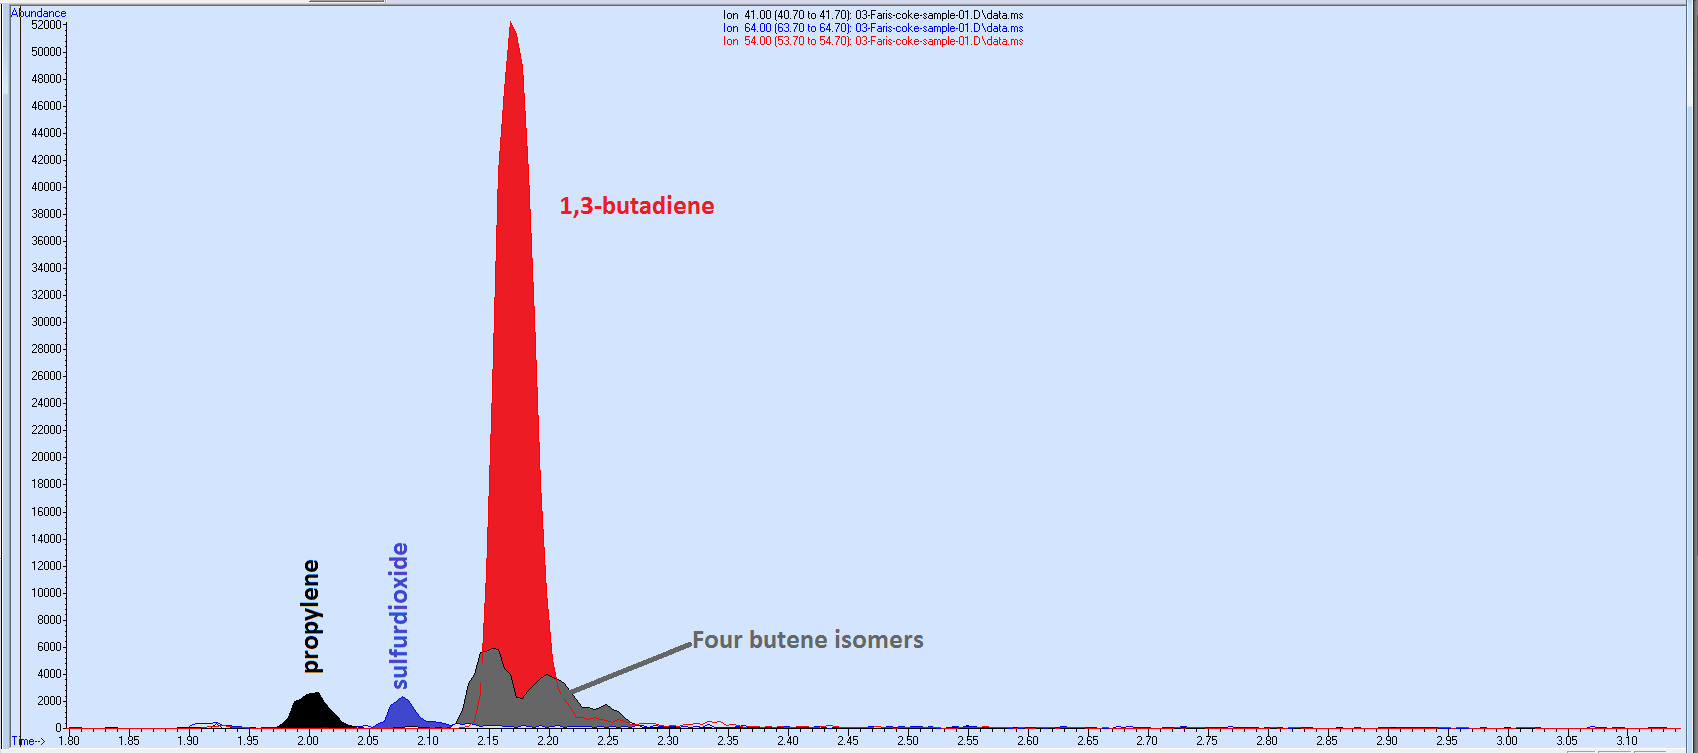 Abundance
Ion 41.00 (40.70 to 41.70): 03-Faris-coke-sample-01.D\data.ms
Ion 64.00 (63.70 to 64.70): 03-Faris-coke-sample-01.D\data.ms
Ion 54.00 (53.70 to 54.70): 03-Faris-coke-sample-01.D\data.ms
52000
50000
48000
46000
44000
42000
40000
38000
36000
34000
32000
30000
28000
26000
24000
22000
20000
18000
16000
14000
12000
10000
8000
6000
4000
2000
0
1,3-butadiene
propylene
sulfurdioxide
Four butene isomers
Time-->
1.80 1.85 1.90 1.95 2.00 2.05 2.10 2.15 2.20 2.25 2.30 2.35 2.40 2.45 2.50 2.55 2.60 2.65 2.70 2.75 2.80 2.85 2.90 2.95 3.00 3.05 3.10